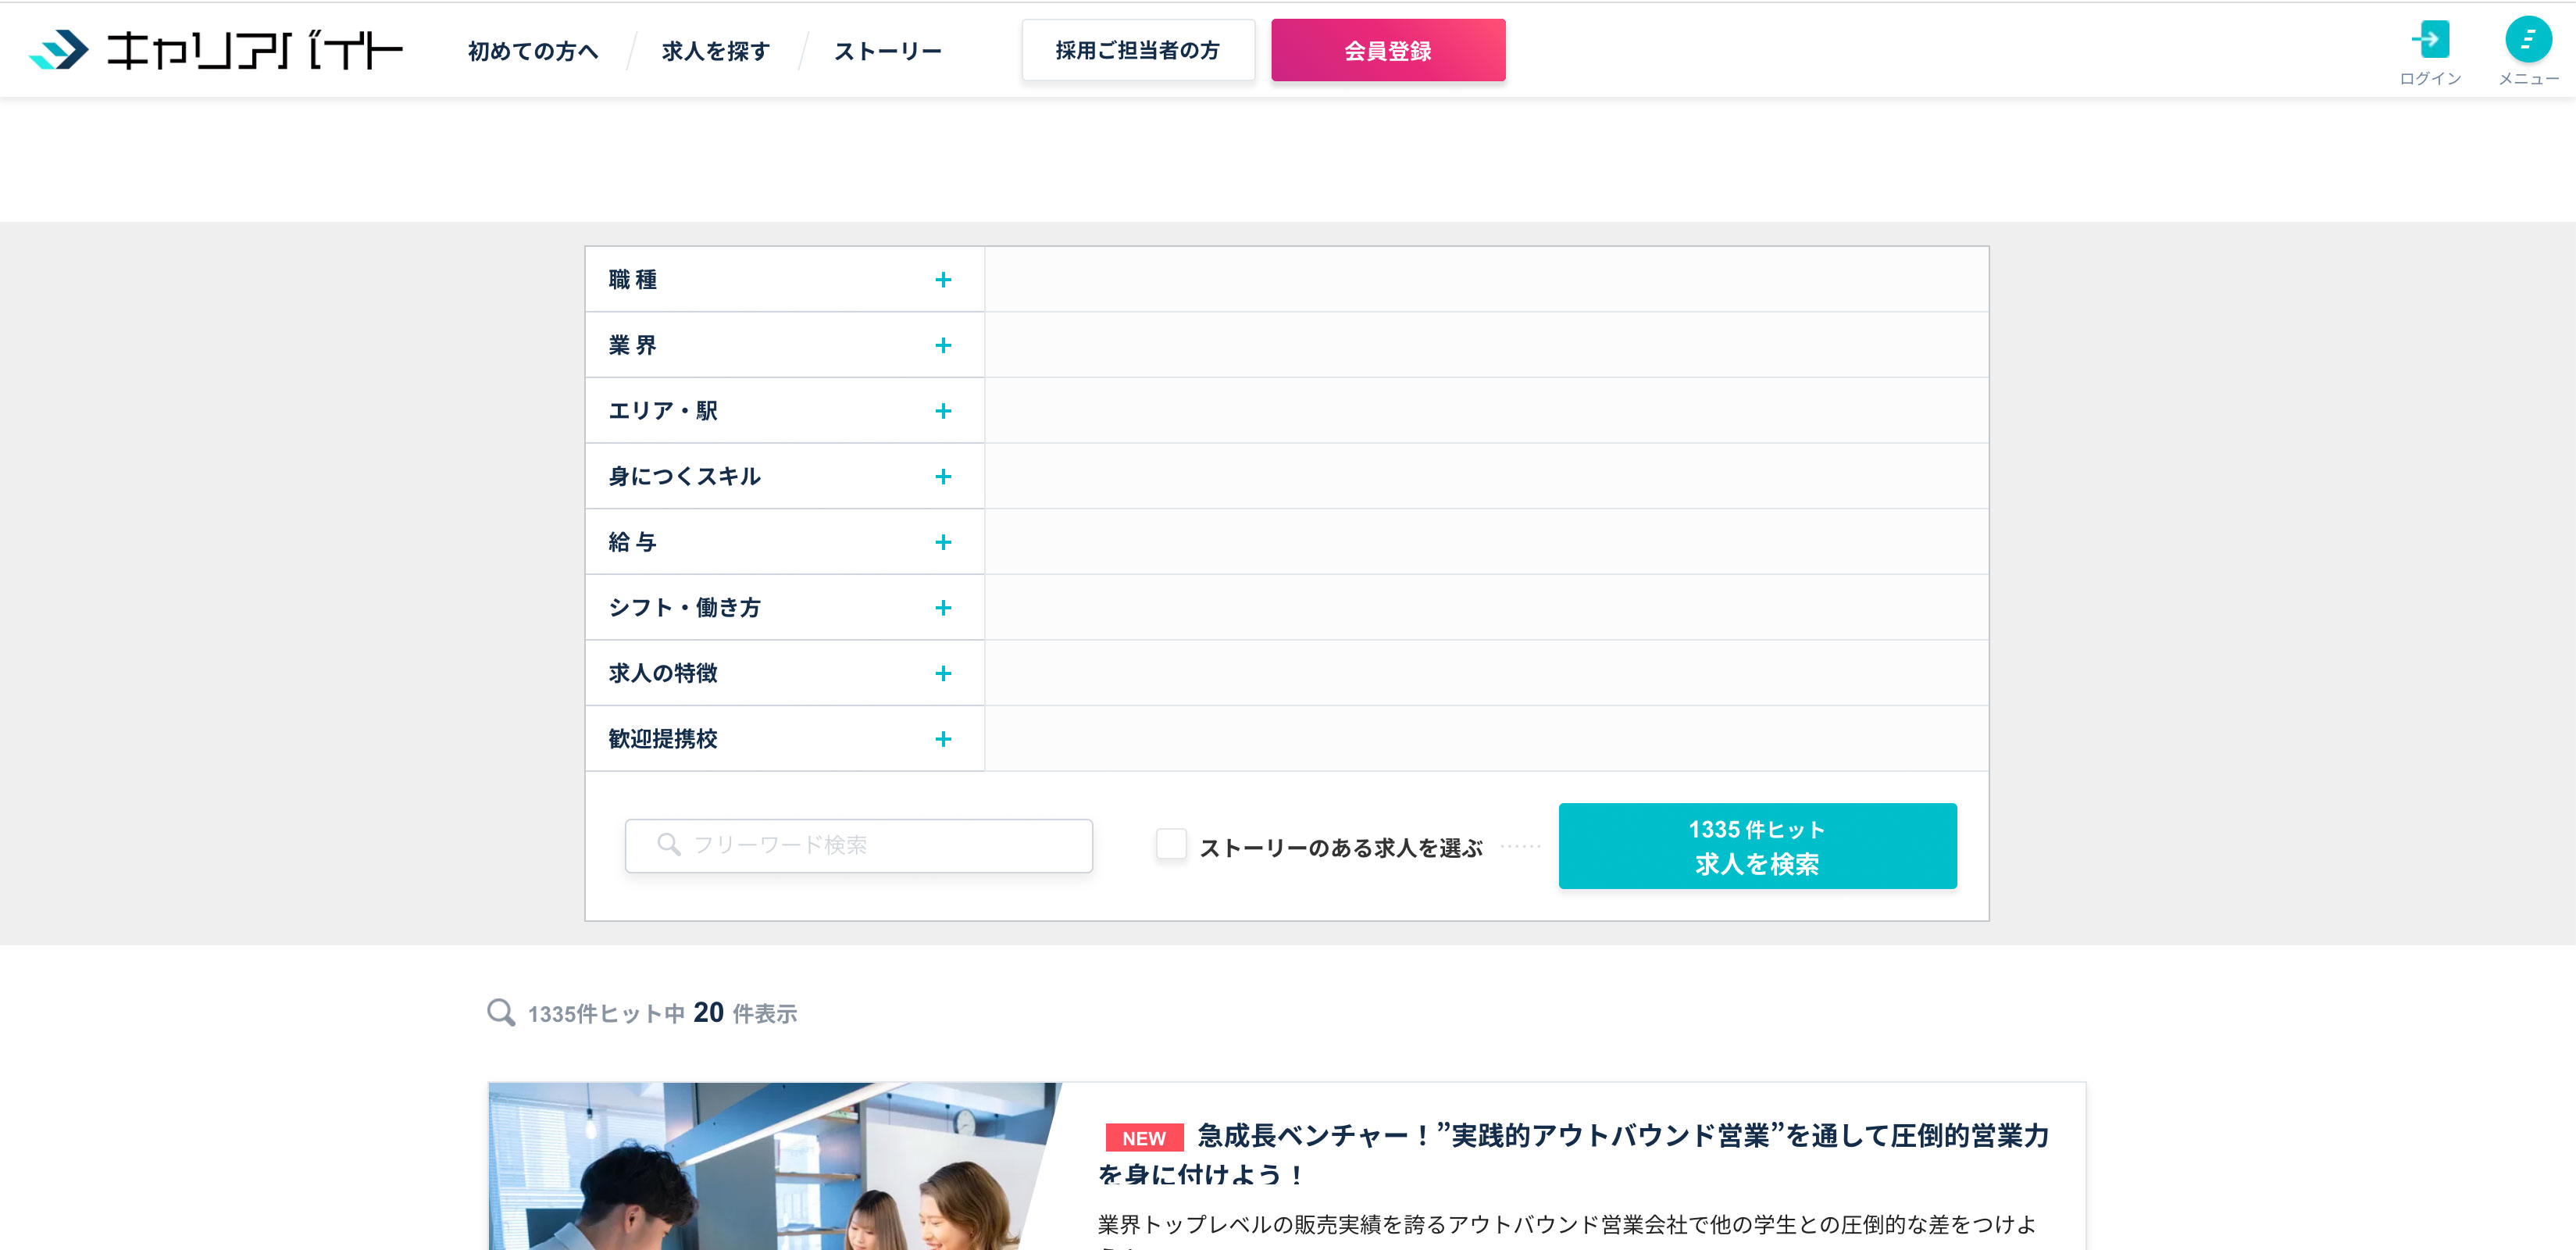 キャリアバイト
初めての方へ
求人を探す
ストーリー
採用ご担当者の方
会員登録
ログイン
メニュー
職 種
業 界
エリア・駅
身につくスキル
給 与
シフト・働き方
求人の特徴
歓迎提携校
フリーワード検索
ストーリーのある求人を選ぶ
1335 件ヒット
求人を検索
1335件ヒット中 20 件表示
NEW 急成長ベンチャー！”実践的アウトバウンド営業”を通して圧倒的営業力
を身に付けよう！
業界トップレベルの販売実績を誇るアウトバウンド営業会社で他の学生との圧倒的な差をつけよ